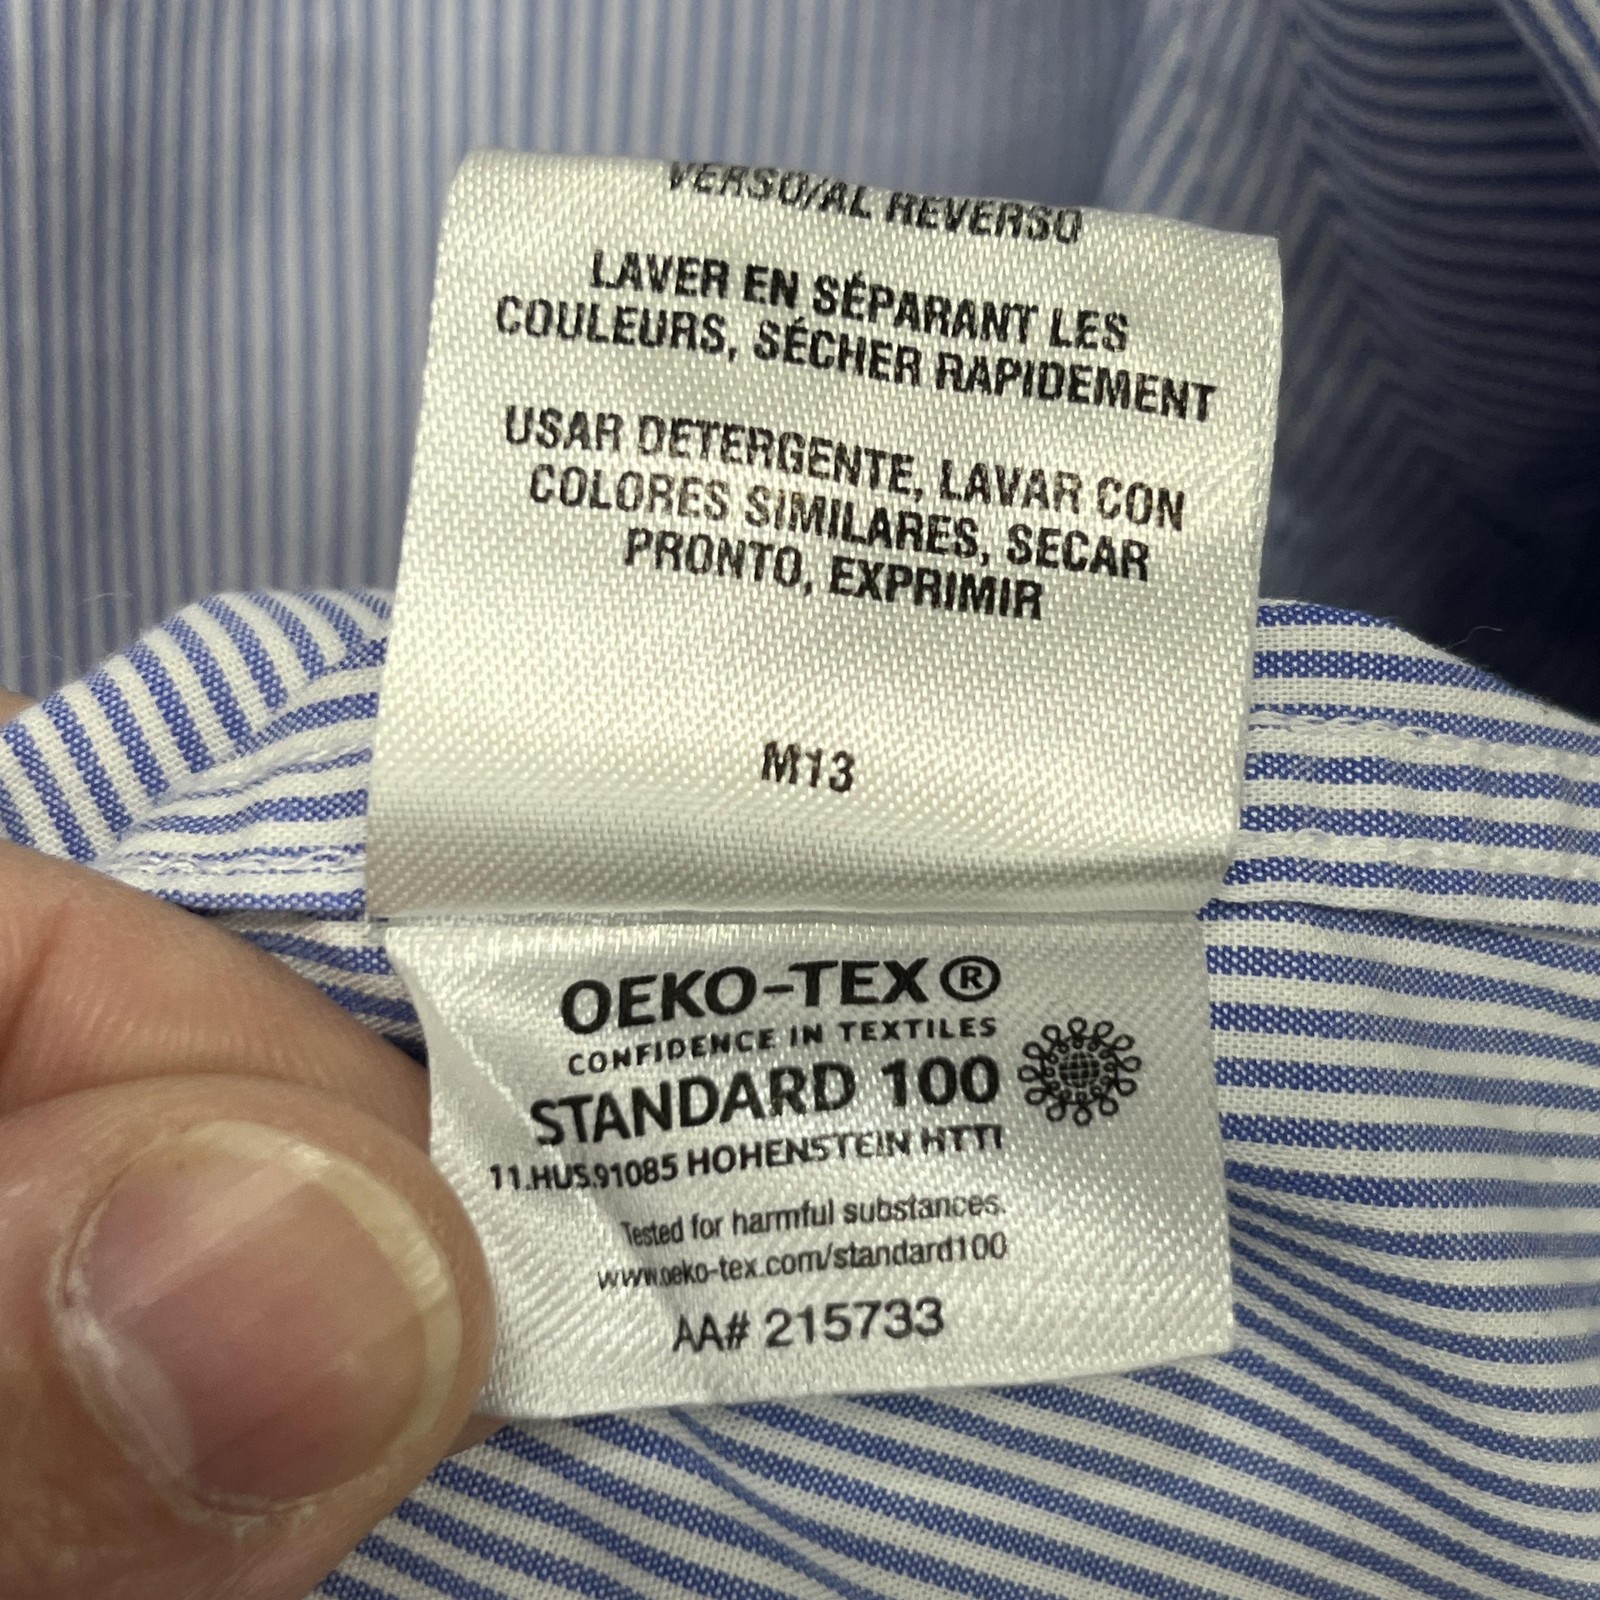 VERSO/AL REVERSO
LAVER EN SÉPARANT LES
COULEURS, SÉCHER RAPIDEMENT
USAR DETERGENTE, LAVAR CON
COLORES SIMILARES, SECAR
PRONTO, EXPRIMIR
M13
OEKO-TEX®
CONFIDENCE IN TEXTILES
STANDARD 100
11.HUS.91085 HOHENSTEIN HTTI
Tested for harmful substances.
www.oeko-tex.com/standard100
AA# 215733